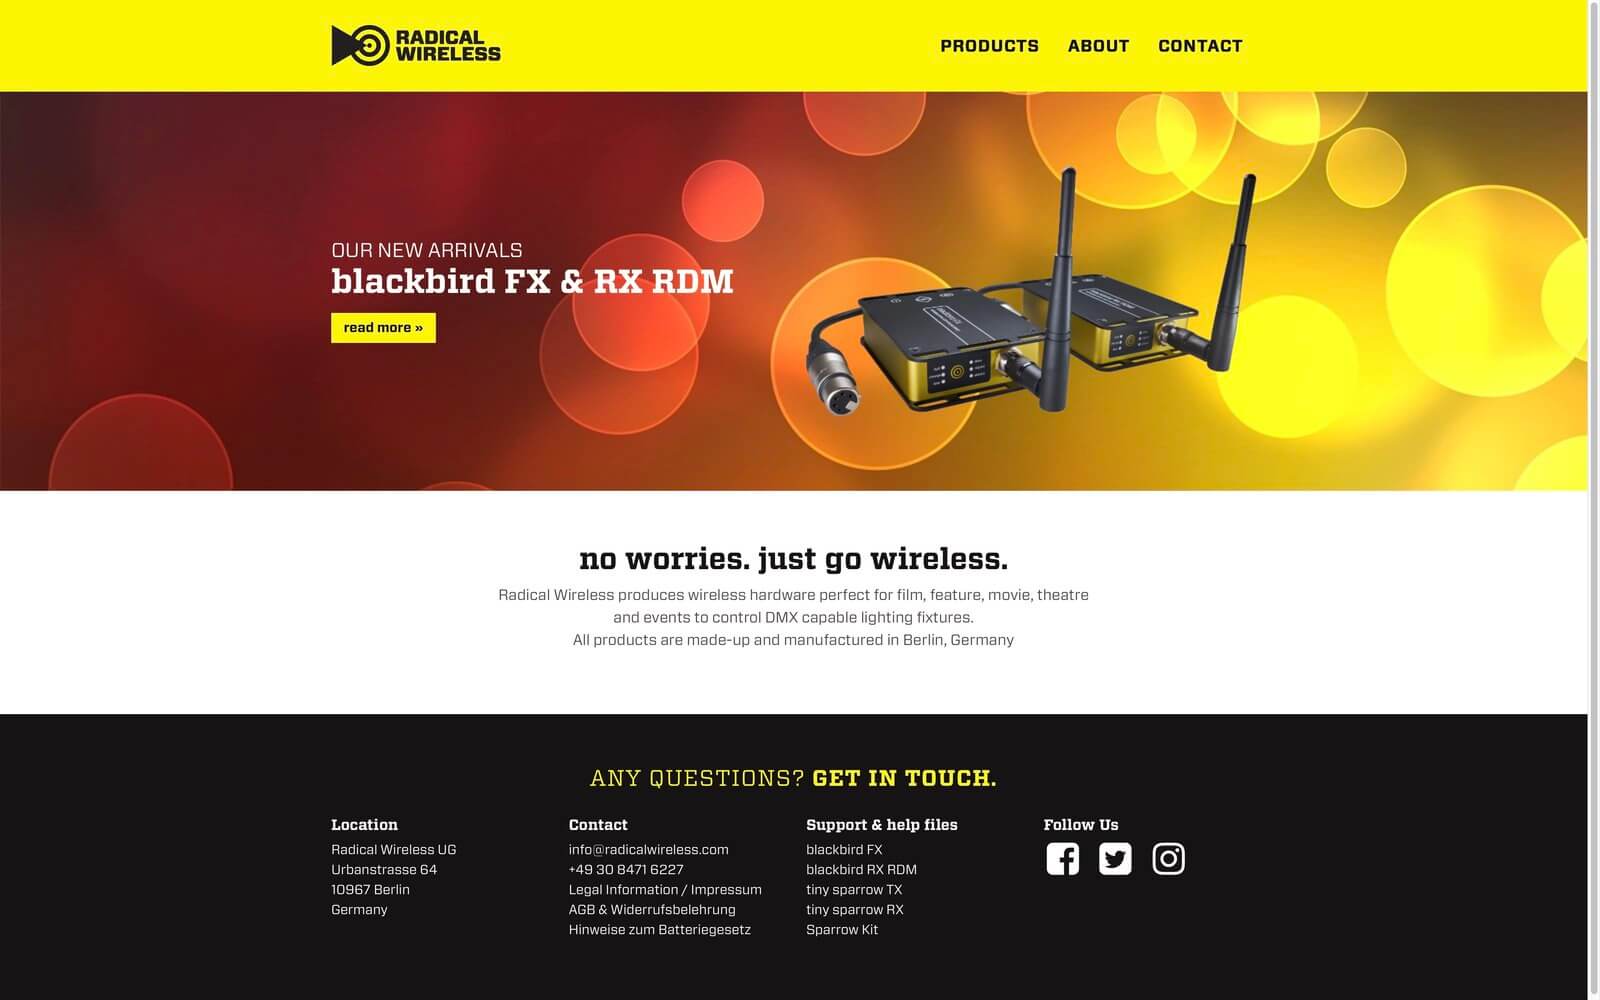 RADICAL
WIRELESS
PRODUCTS ABOUT CONTACT
OUR NEW ARRIVALS
blackbird FX & RX RDM
read more »
no worries. just go wireless.
Radical Wireless produces wireless hardware perfect for film, feature, movie, theatre
and events to control DMX capable lighting fixtures.
All products are made-up and manufactured in Berlin, Germany
ANY QUESTIONS? GET IN TOUCH.
Location
Radical Wireless UG
Urbanstrasse 64
10967 Berlin
Germany
Contact
info@radicalwireless.com
+49 30 8471 6227
Legal Information / Impressum
AGB & Widerrufsbelehrung
Hinweise zum Batteriegesetz
Support & help files
blackbird FX
blackbird RX RDM
tiny sparrow TX
tiny sparrow RX
Sparrow Kit
Follow Us